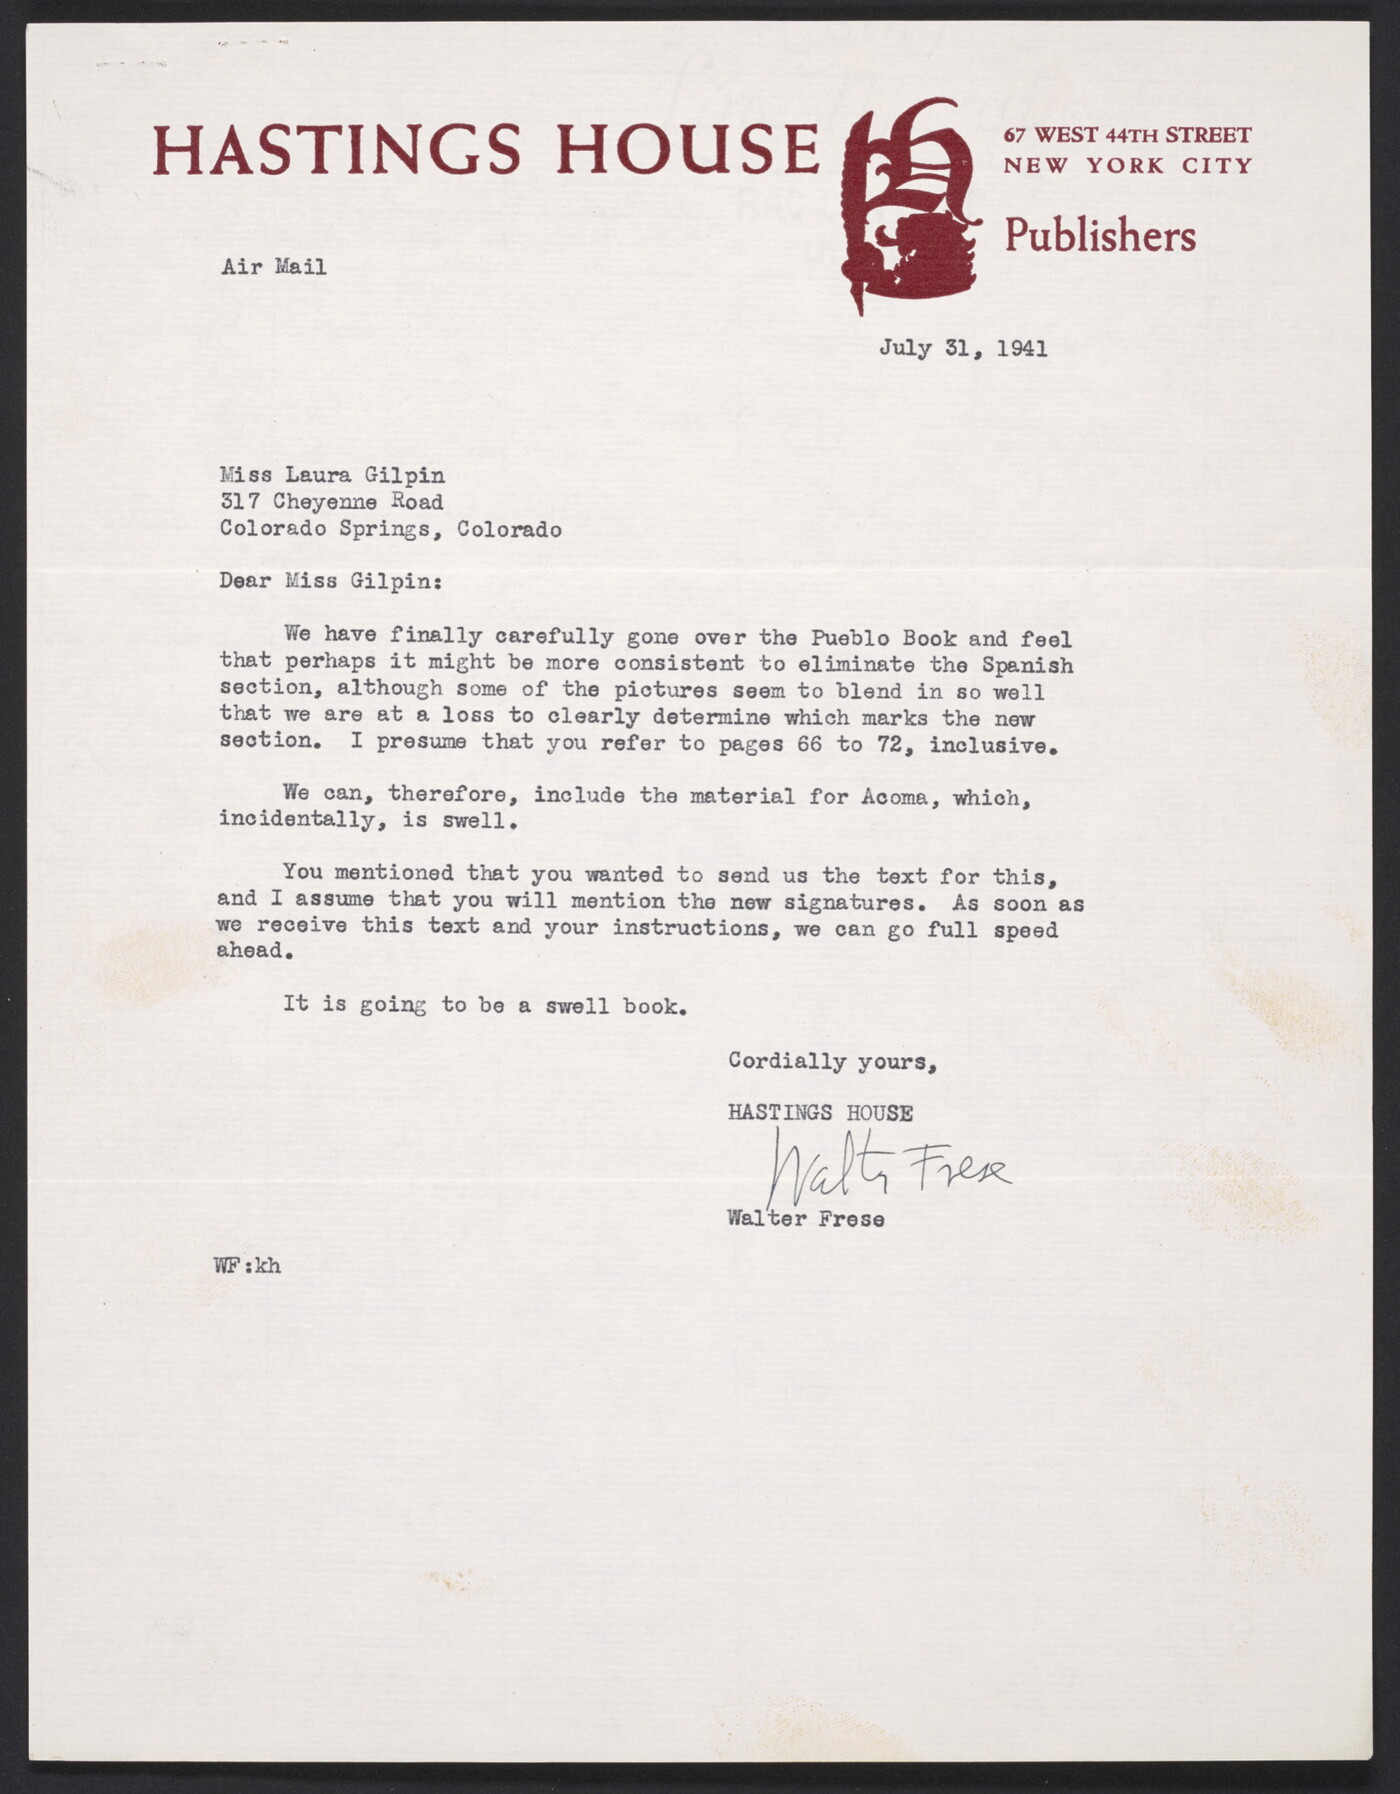 HASTINGS HOUSE
67 WEST 44TH STREET
NEW YORK CITY
Publishers
Air Mail
July 31, 1941
Miss Laura Gilpin
317 Cheyenne Road
Colorado Springs, Colorado
Dear Miss Gilpin:
We have finally carefully gone over the Pueblo Book and feel
that perhaps it might be more consistent to eliminate the Spanish
section, although some of the pictures seem to blend in so well
that we are at a loss to clearly determine which marks the new
section. I presume that you refer to pages 66 to 72, inclusive.
We can, therefore, include the material for Acoma, which,
incidentally, is swell.
You mentioned that you wanted to send us the text for this,
and I assume that you will mention the new signatures. As soon as
we receive this text and your instructions, we can go full speed
ahead.
It is going to be a swell book.
Cordially yours,
HASTINGS HOUSE
Walter Frese
Walter Frese
WF:kh